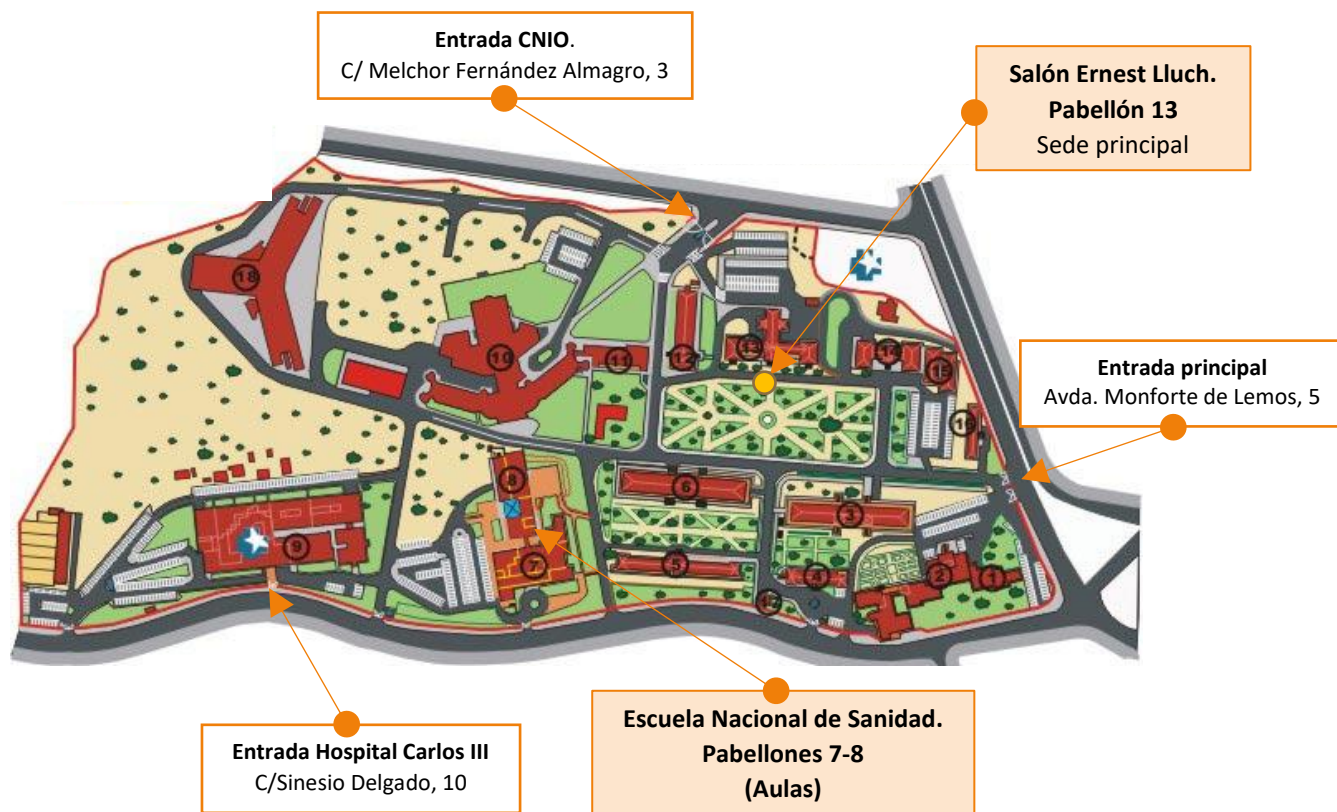 Entrada CNIO.
C/ Melchor Fernández Almagro, 3
Salón Ernest Lluch.
Pabellón 13
Sede principal
Entrada principal
Avda. Monforte de Lemos, 5
18
10
11
12
13
14
15
16
8
6
3
9
7
5
4
2
1
17
Entrada Hospital Carlos III
C/Sinesio Delgado, 10
Escuela Nacional de Sanidad.
Pabellones 7-8
(Aulas)